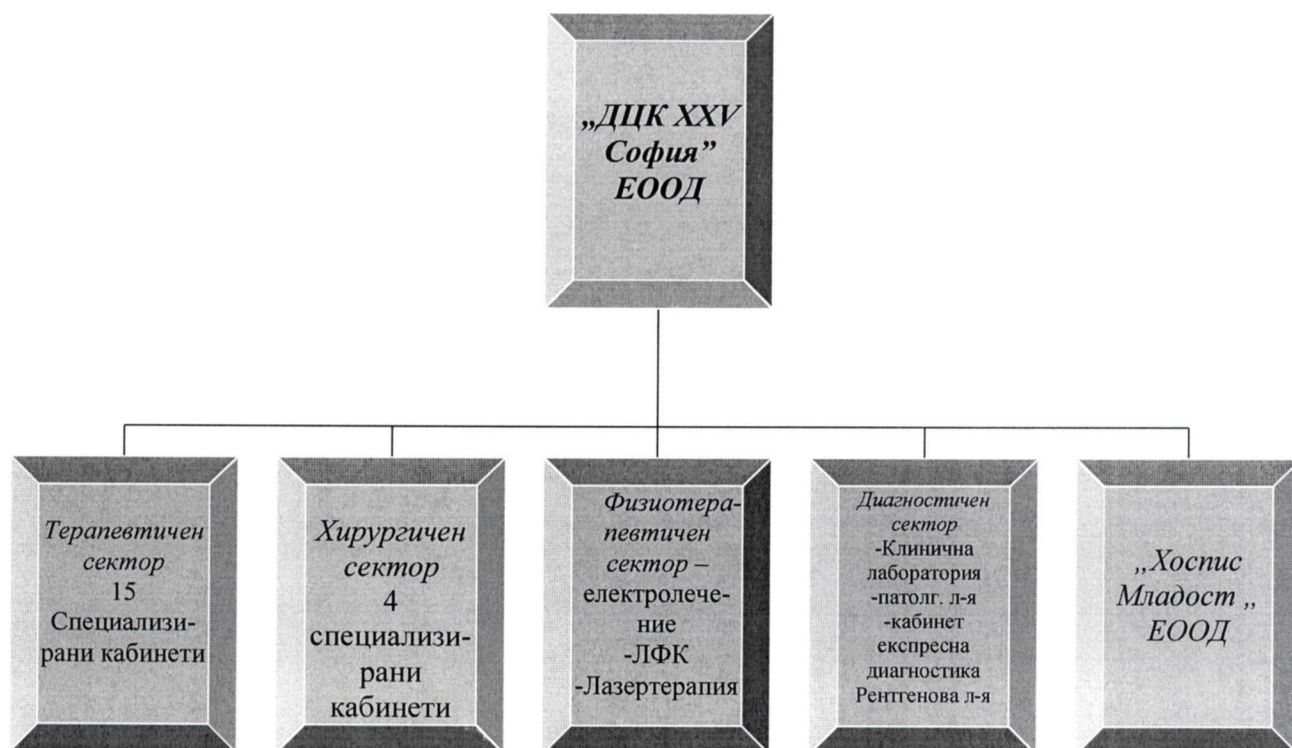 „ДЦК XXV
София”
ЕООД
Терапевтичен
сектор
15
Специализи-
рани кабинети
Хирургичен
сектор
4
специализи-
рани
кабинети
Физиотера-
певтичен
сектор –
електролече-
ние
-ЛФК
-Лазертерапия
Диагностичен
сектор
-Клинична
лаборатория
-патолг. л-я
-кабинет
експресна
диагностика
Рентгенова л-я
„Хоспис
Младост „
ЕООД